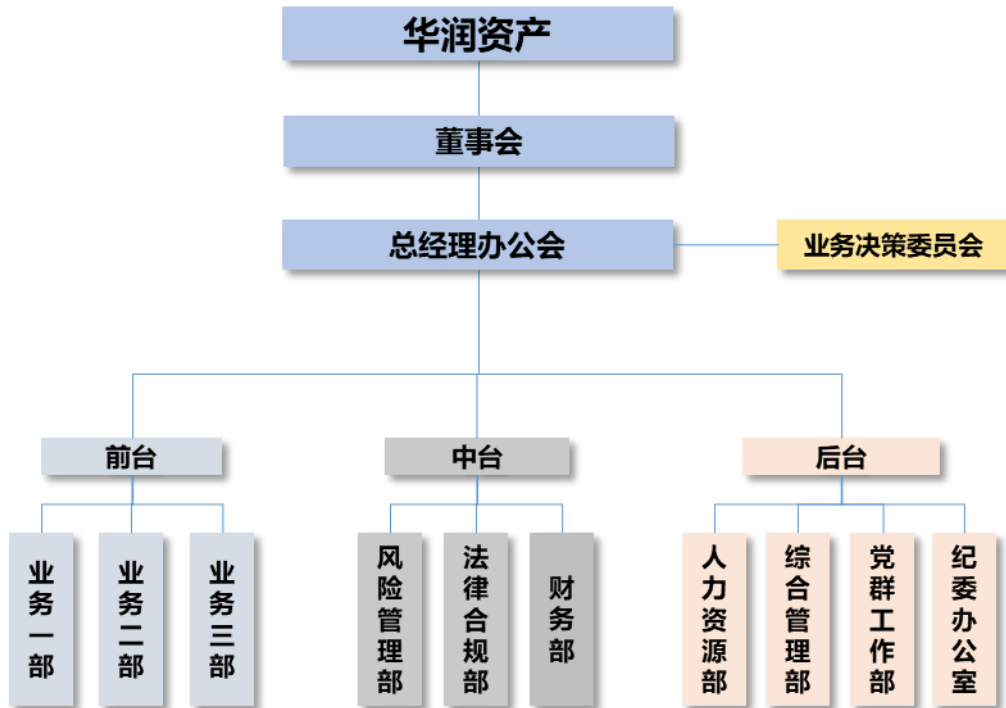 华润资产
董事会
总经理办公会
业务决策委员会
前台
中台
后台
业务一部
业务二部
业务三部
风险管理部
法律合规部
财务部
人力资源部
综合管理部
党群工作部
纪委办公室